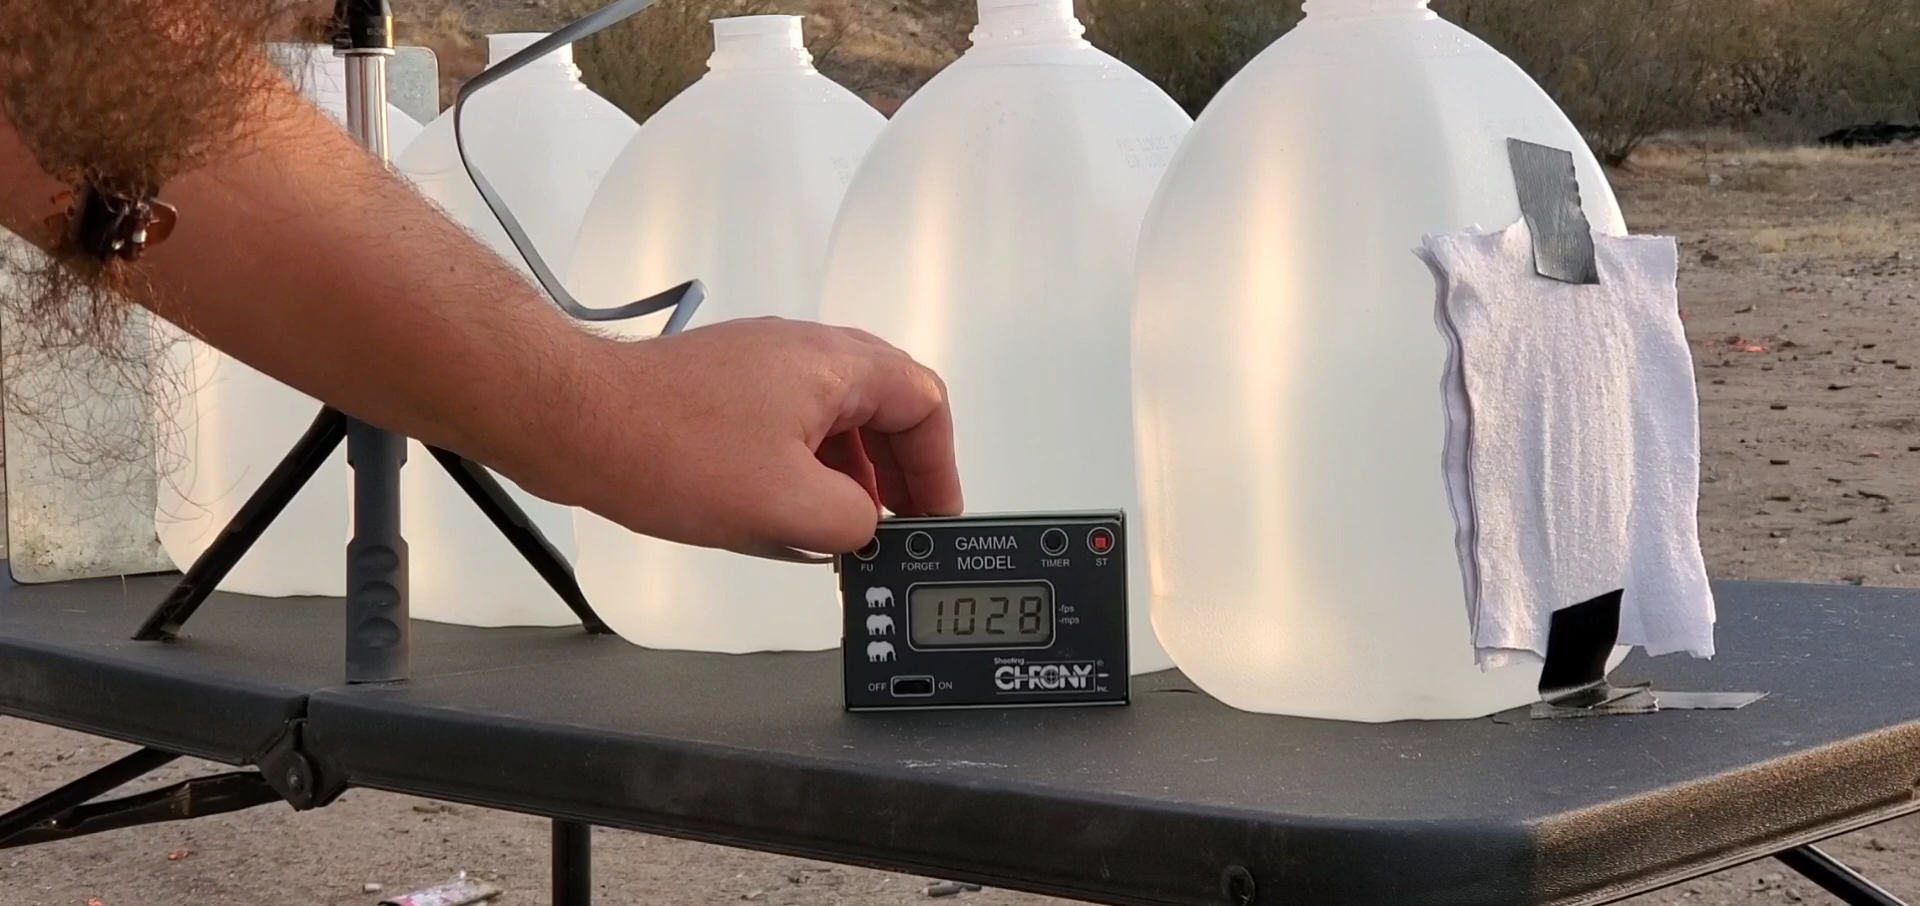 GAMMA
MODEL
FU
FORGET
TIMER
ST
1028
-fps
-mps
Shooting
CHRONY
Inc.
OFF
ON